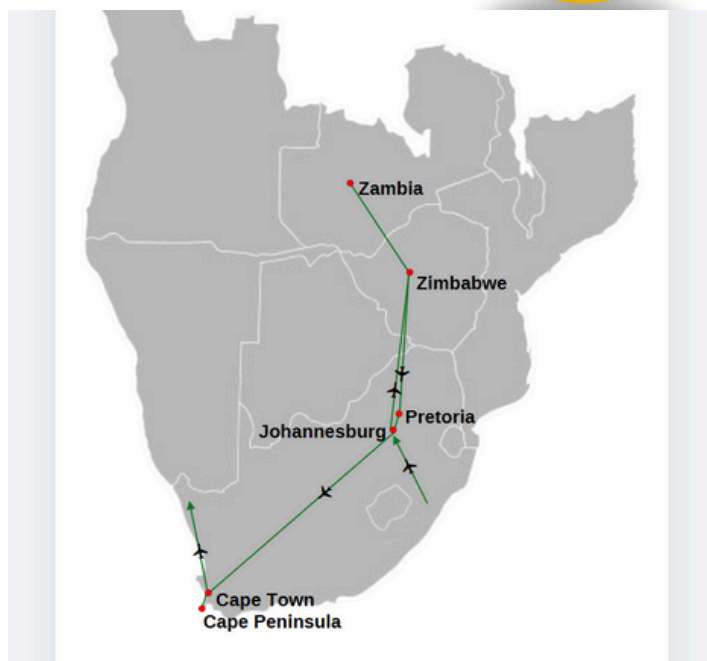 Zambia
Zimbabwe
Pretoria
Johannesburg
Cape Town
Cape Peninsula